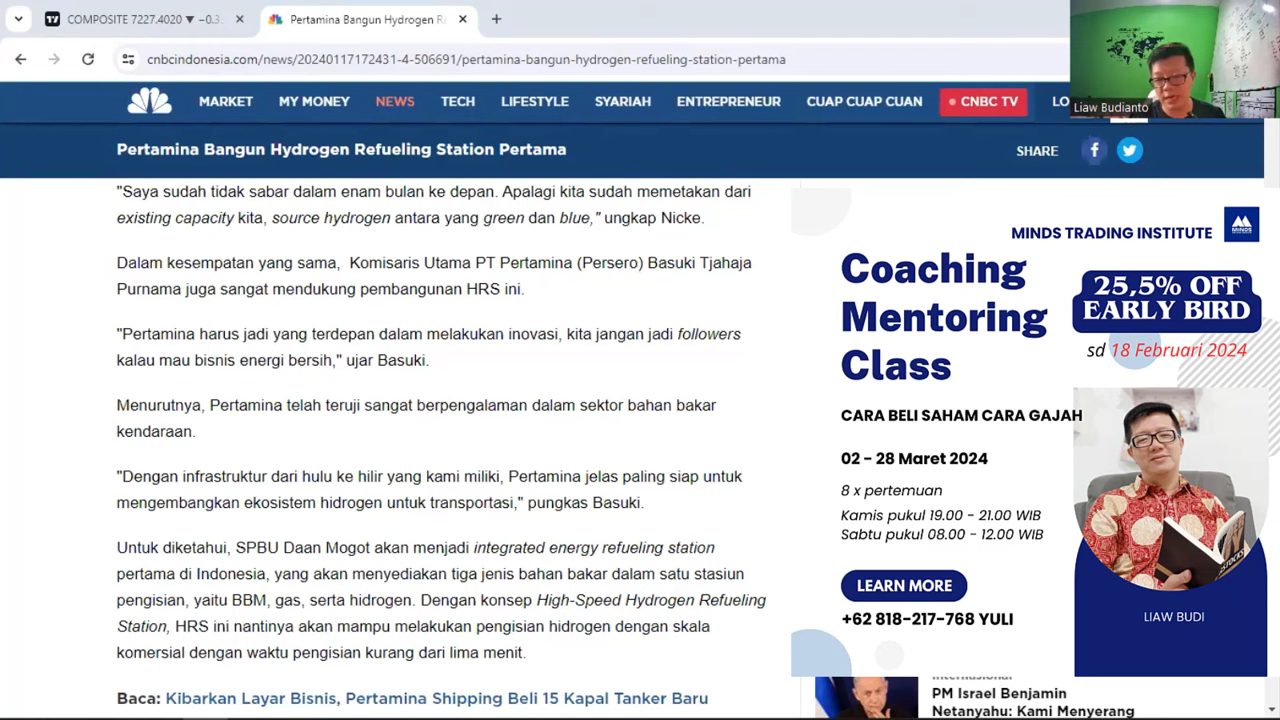 COMPOSITE 7227.4020 ▼ −0.3
Pertamina Bangun Hydrogen R
cnbcindonesia.com/news/20240117172431-4-506691/pertamina-bangun-hydrogen-refueling-station-pertama
MARKET MY MONEY NEWS TECH LIFESTYLE SYARIAH ENTREPRENEUR CUAP CUAP CUAN CNBC TV LO
Liaw Budianto
Pertamina Bangun Hydrogen Refueling Station Pertama
SHARE
"Saya sudah tidak sabar dalam enam bulan ke depan. Apalagi kita sudah memetakan dari
existing capacity kita, source hydrogen antara yang green dan blue," ungkap Nicke.
Dalam kesempatan yang sama, Komisaris Utama PT Pertamina (Persero) Basuki Tjahaja
Purnama juga sangat mendukung pembangunan HRS ini.
"Pertamina harus jadi yang terdepan dalam melakukan inovasi, kita jangan jadi followers
kalau mau bisnis energi bersih," ujar Basuki.
Menurutnya, Pertamina telah teruji sangat berpengalaman dalam sektor bahan bakar
kendaraan.
"Dengan infrastruktur dari hulu ke hilir yang kami miliki, Pertamina jelas paling siap untuk
mengembangkan ekosistem hidrogen untuk transportasi," pungkas Basuki.
Untuk diketahui, SPBU Daan Mogot akan menjadi integrated energy refueling station
pertama di Indonesia, yang akan menyediakan tiga jenis bahan bakar dalam satu stasiun
pengisian, yaitu BBM, gas, serta hidrogen. Dengan konsep High-Speed Hydrogen Refueling
Station, HRS ini nantinya akan mampu melakukan pengisian hidrogen dengan skala
komersial dengan waktu pengisian kurang dari lima menit.
Baca: Kibarkan Layar Bisnis, Pertamina Shipping Beli 15 Kapal Tanker Baru
MINDS TRADING INSTITUTE
MINDS
Coaching
Mentoring
Class
25,5% OFF
EARLY BIRD
sd 18 Februari 2024
CARA BELI SAHAM CARA GAJAH
02 - 28 Maret 2024
8 x pertemuan
Kamis pukul 19.00 - 21.00 WIB
Sabtu pukul 08.00 - 12.00 WIB
LEARN MORE
+62 818-217-768 YULI
LIAW BUDI
Internasional
PM Israel Benjamin
Netanyahu: Kami Menyerang